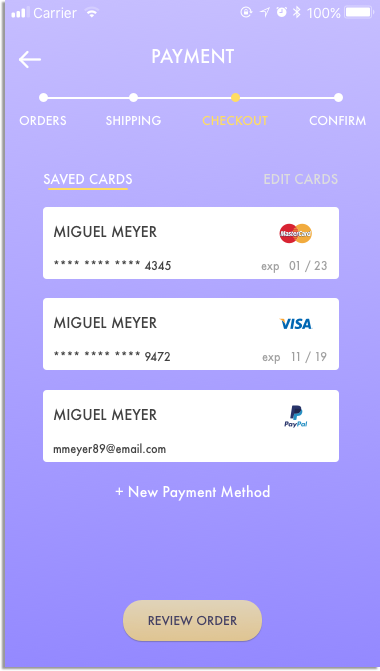 Carrier 100%
PAYMENT
ORDERS SHIPPING CHECKOUT CONFIRM
SAVED CARDS EDIT CARDS
MIGUEL MEYER MasterCard
**** **** **** 4345 exp 01 / 23
MIGUEL MEYER VISA
**** **** **** 9472 exp 11 / 19
MIGUEL MEYER PayPal
mmeyer89@email.com
+ New Payment Method
REVIEW ORDER